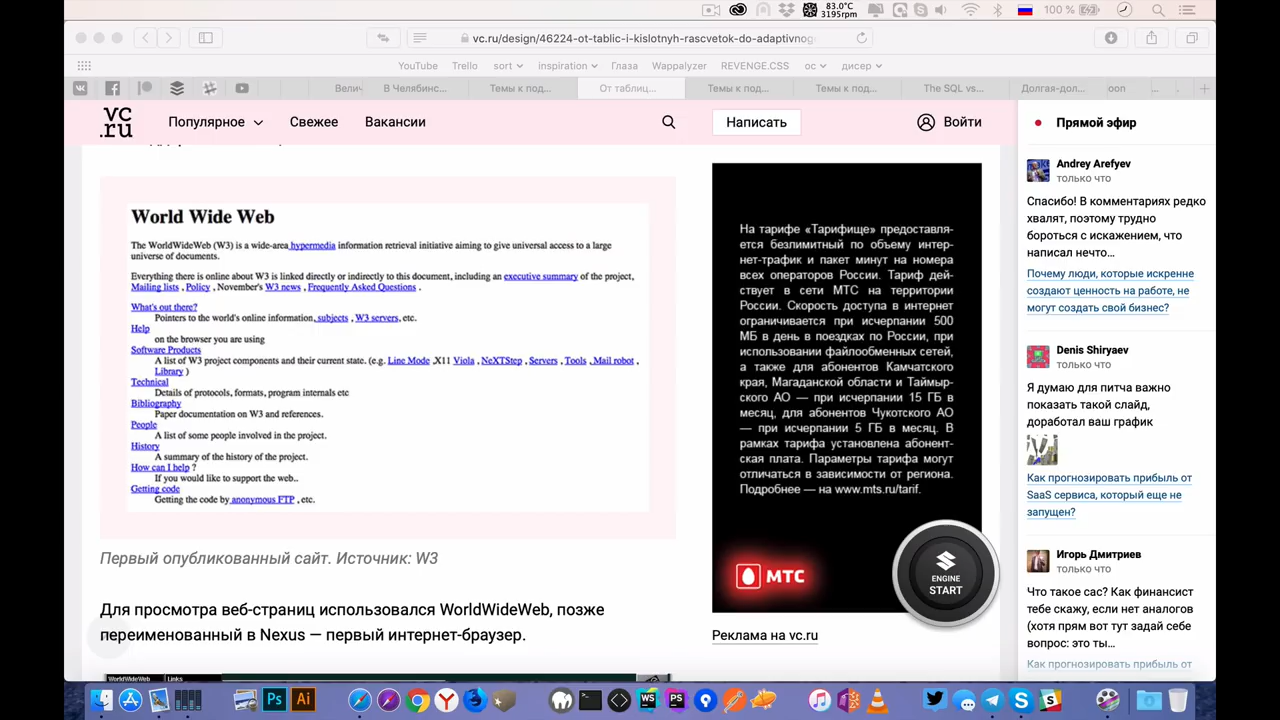 83.0°C
3195rpm
100 %
vc.ru/design/46224-ot-tablic-i-kislotnyh-rascvetok-do-adaptivnog
YouTube Trello sort inspiration Глаза Wappalyzer REVENGE.CSS ос дисер
Велич В Челябинс... Темы к под... От таблиц... Темы к под... Темы к под... The SQL vs... Долгая-дол... oon
vc
.ru
Популярное Свежее Вакансии Написать Войти
World Wide Web
The WorldWideWeb (W3) is a wide-area hypermedia information retrieval initiative aiming to give universal access to a large
universe of documents.
Everything there is online about W3 is linked directly or indirectly to this document, including an executive summary of the project,
Mailing lists , Policy , November's W3 news , Frequently Asked Questions .
What's out there?
Pointers to the world's online information, subjects , W3 servers, etc.
Help
on the browser you are using
Software Products
A list of W3 project components and their current state. (e.g. Line Mode ,X11 Viola , NeXTStep , Servers , Tools , Mail robot ,
Library )
Technical
Details of protocols, formats, program internals etc
Bibliography
Paper documentation on W3 and references.
People
A list of some people involved in the project.
History
A summary of the history of the project.
How can I help ?
If you would like to support the web..
Getting code
Getting the code by anonymous FTP , etc.
Первый опубликованный сайт. Источник: W3
Для просмотра веб-страниц использовался WorldWideWeb, позже
переименованный в Nexus — первый интернет-браузер.
WorldWideWeb Links
На тарифе «Тарифище» предоставля-
ется безлимитный по объему интер-
нет-трафик и пакет минут на номера
всех операторов России. Тариф дей-
ствует в сети МТС на территории
России. Скорость доступа в интернет
ограничивается при исчерпании 500
МБ в день в поездках по России, при
использовании файлообменных сетей,
а также для абонентов Камчатского
края, Магаданской области и Таймыр-
ского АО — при исчерпании 15 ГБ в
месяц, для абонентов Чукотского АО
— при исчерпании 5 ГБ в месяц. В
рамках тарифа установлена абонент-
ская плата. Параметры тарифа могут
отличаться в зависимости от региона.
Подробнее — на www.mts.ru/tarif.
МТС
ENGINE
START
Реклама на vc.ru
Прямой эфир
Andrey Arefyev
только что
Спасибо! В комментариях редко
хвалят, поэтому трудно
бороться с искажением, что
написал нечто...
Почему люди, которые искренне
создают ценность на работе, не
могут создать свой бизнес?
Denis Shiryaev
только что
Я думаю для питча важно
показать такой слайд,
доработал ваш график
Как прогнозировать прибыль от
SaaS сервиса, который еще не
запущен?
Игорь Дмитриев
только что
Что такое сас? Как финансист
тебе скажу, если нет аналогов
(хотя прям вот тут задай себе
вопрос: это ты...
Как прогнозировать прибыль от
Ps Ai WS PS